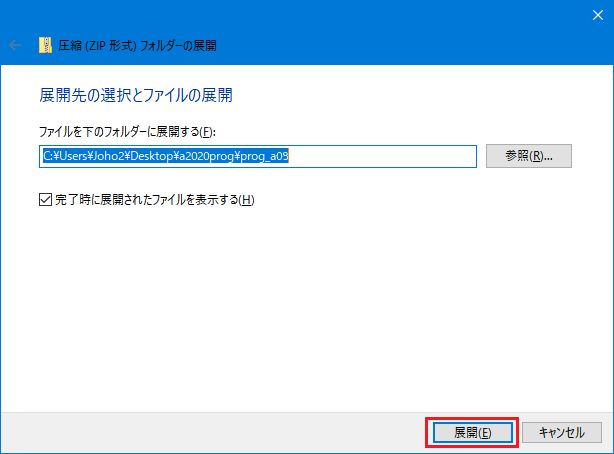 圧縮 (ZIP 形式) フォルダーの展開
展開先の選択とファイルの展開
ファイルを下のフォルダーに展開する(F):
C:¥Users¥Joho2¥Desktop¥a2020prog¥prog_a09
参照(R)...
完了時に展開されたファイルを表示する(H)
展開(E)
キャンセル